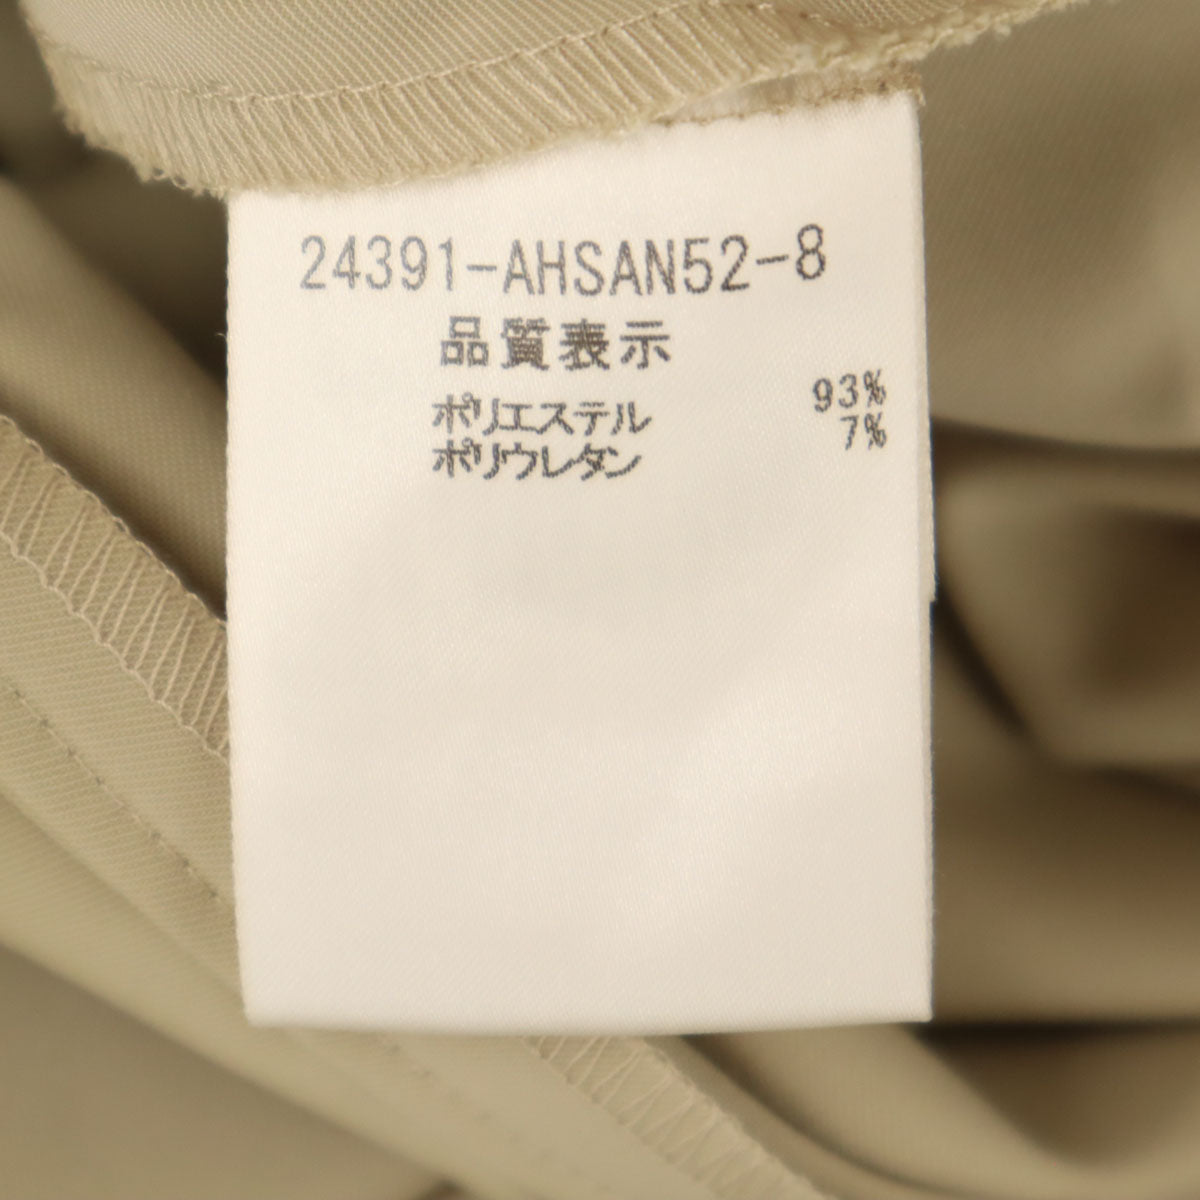 24391-AHSAN52-8
品質表示
ポリエステル 93%
ポリウレタン 7%